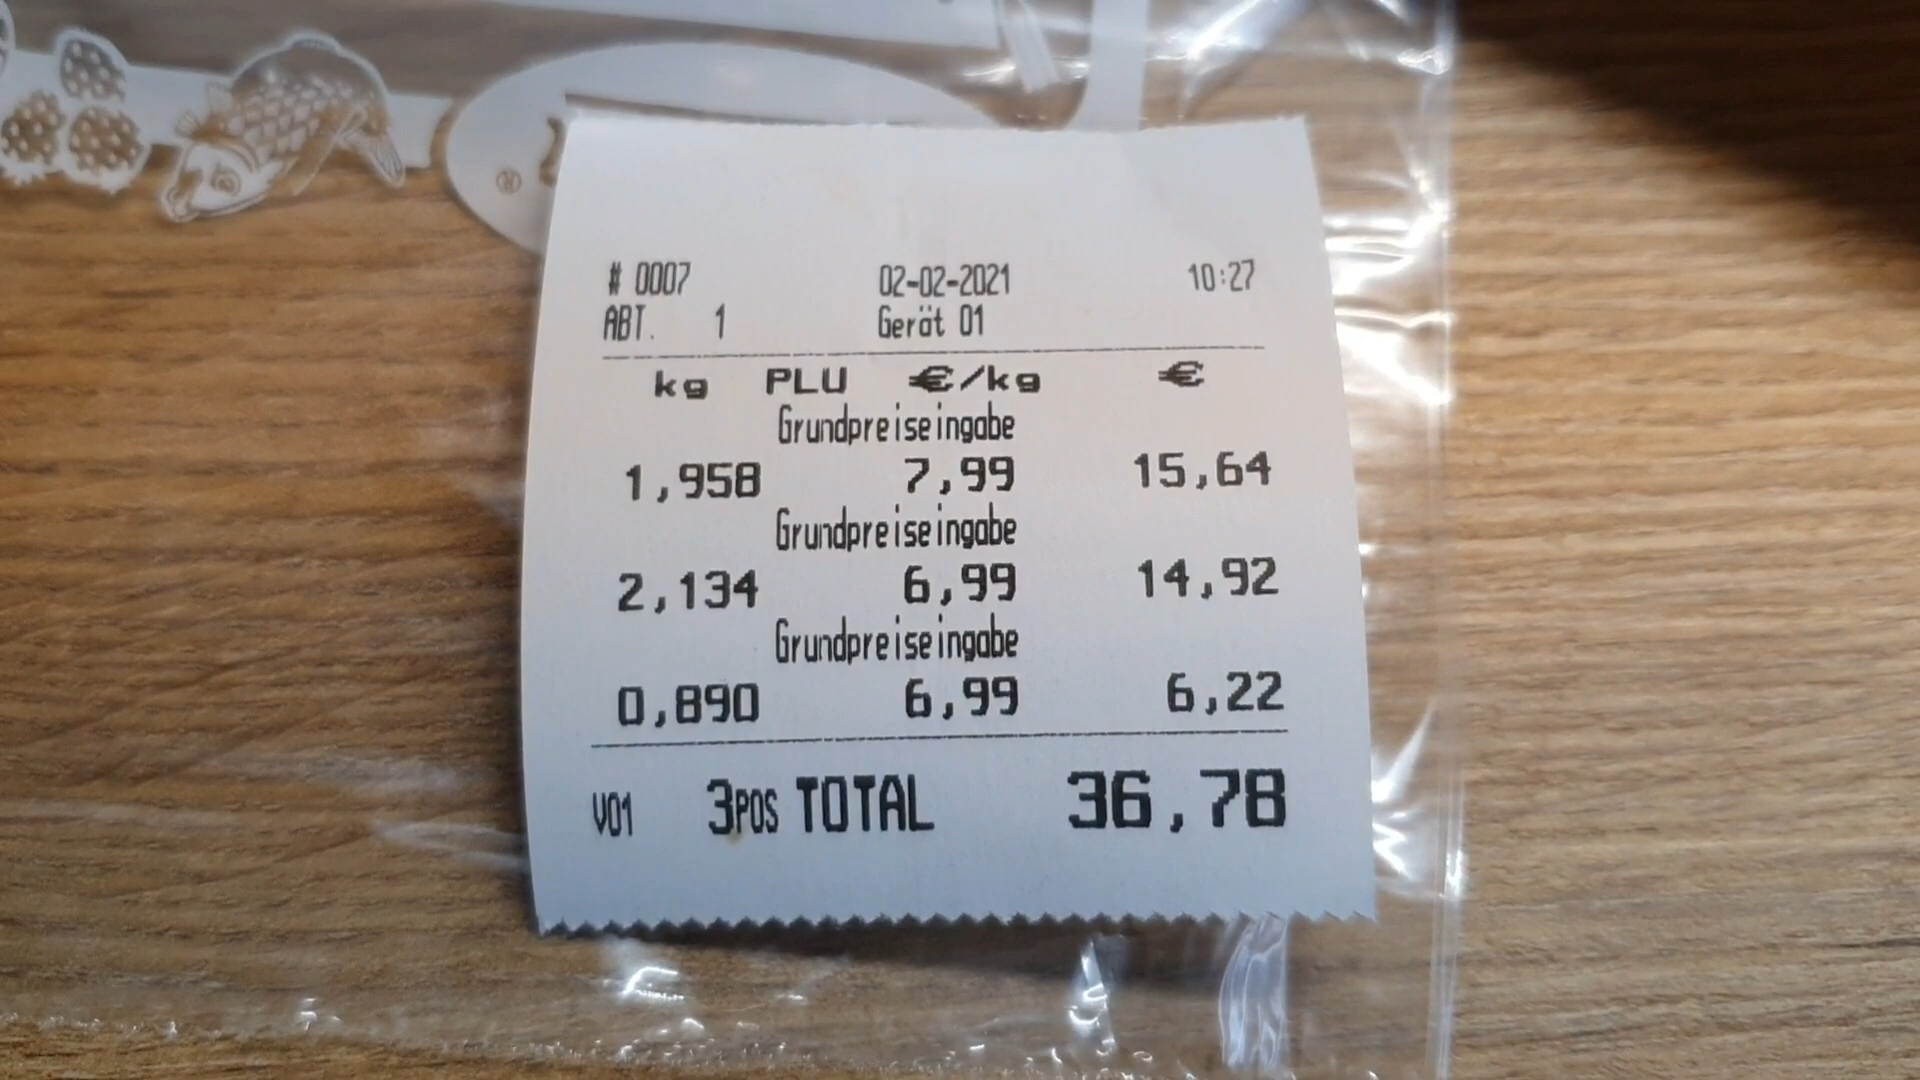 # 0007 02-02-2021 10:27
ABT. 1 Gerät 01
kg PLU €/kg €
Grundpreiseingabe
1,958 7,99 15,64
Grundpreiseingabe
2,134 6,99 14,92
Grundpreiseingabe
0,890 6,99 6,22
V01 3POS TOTAL 36,78
®